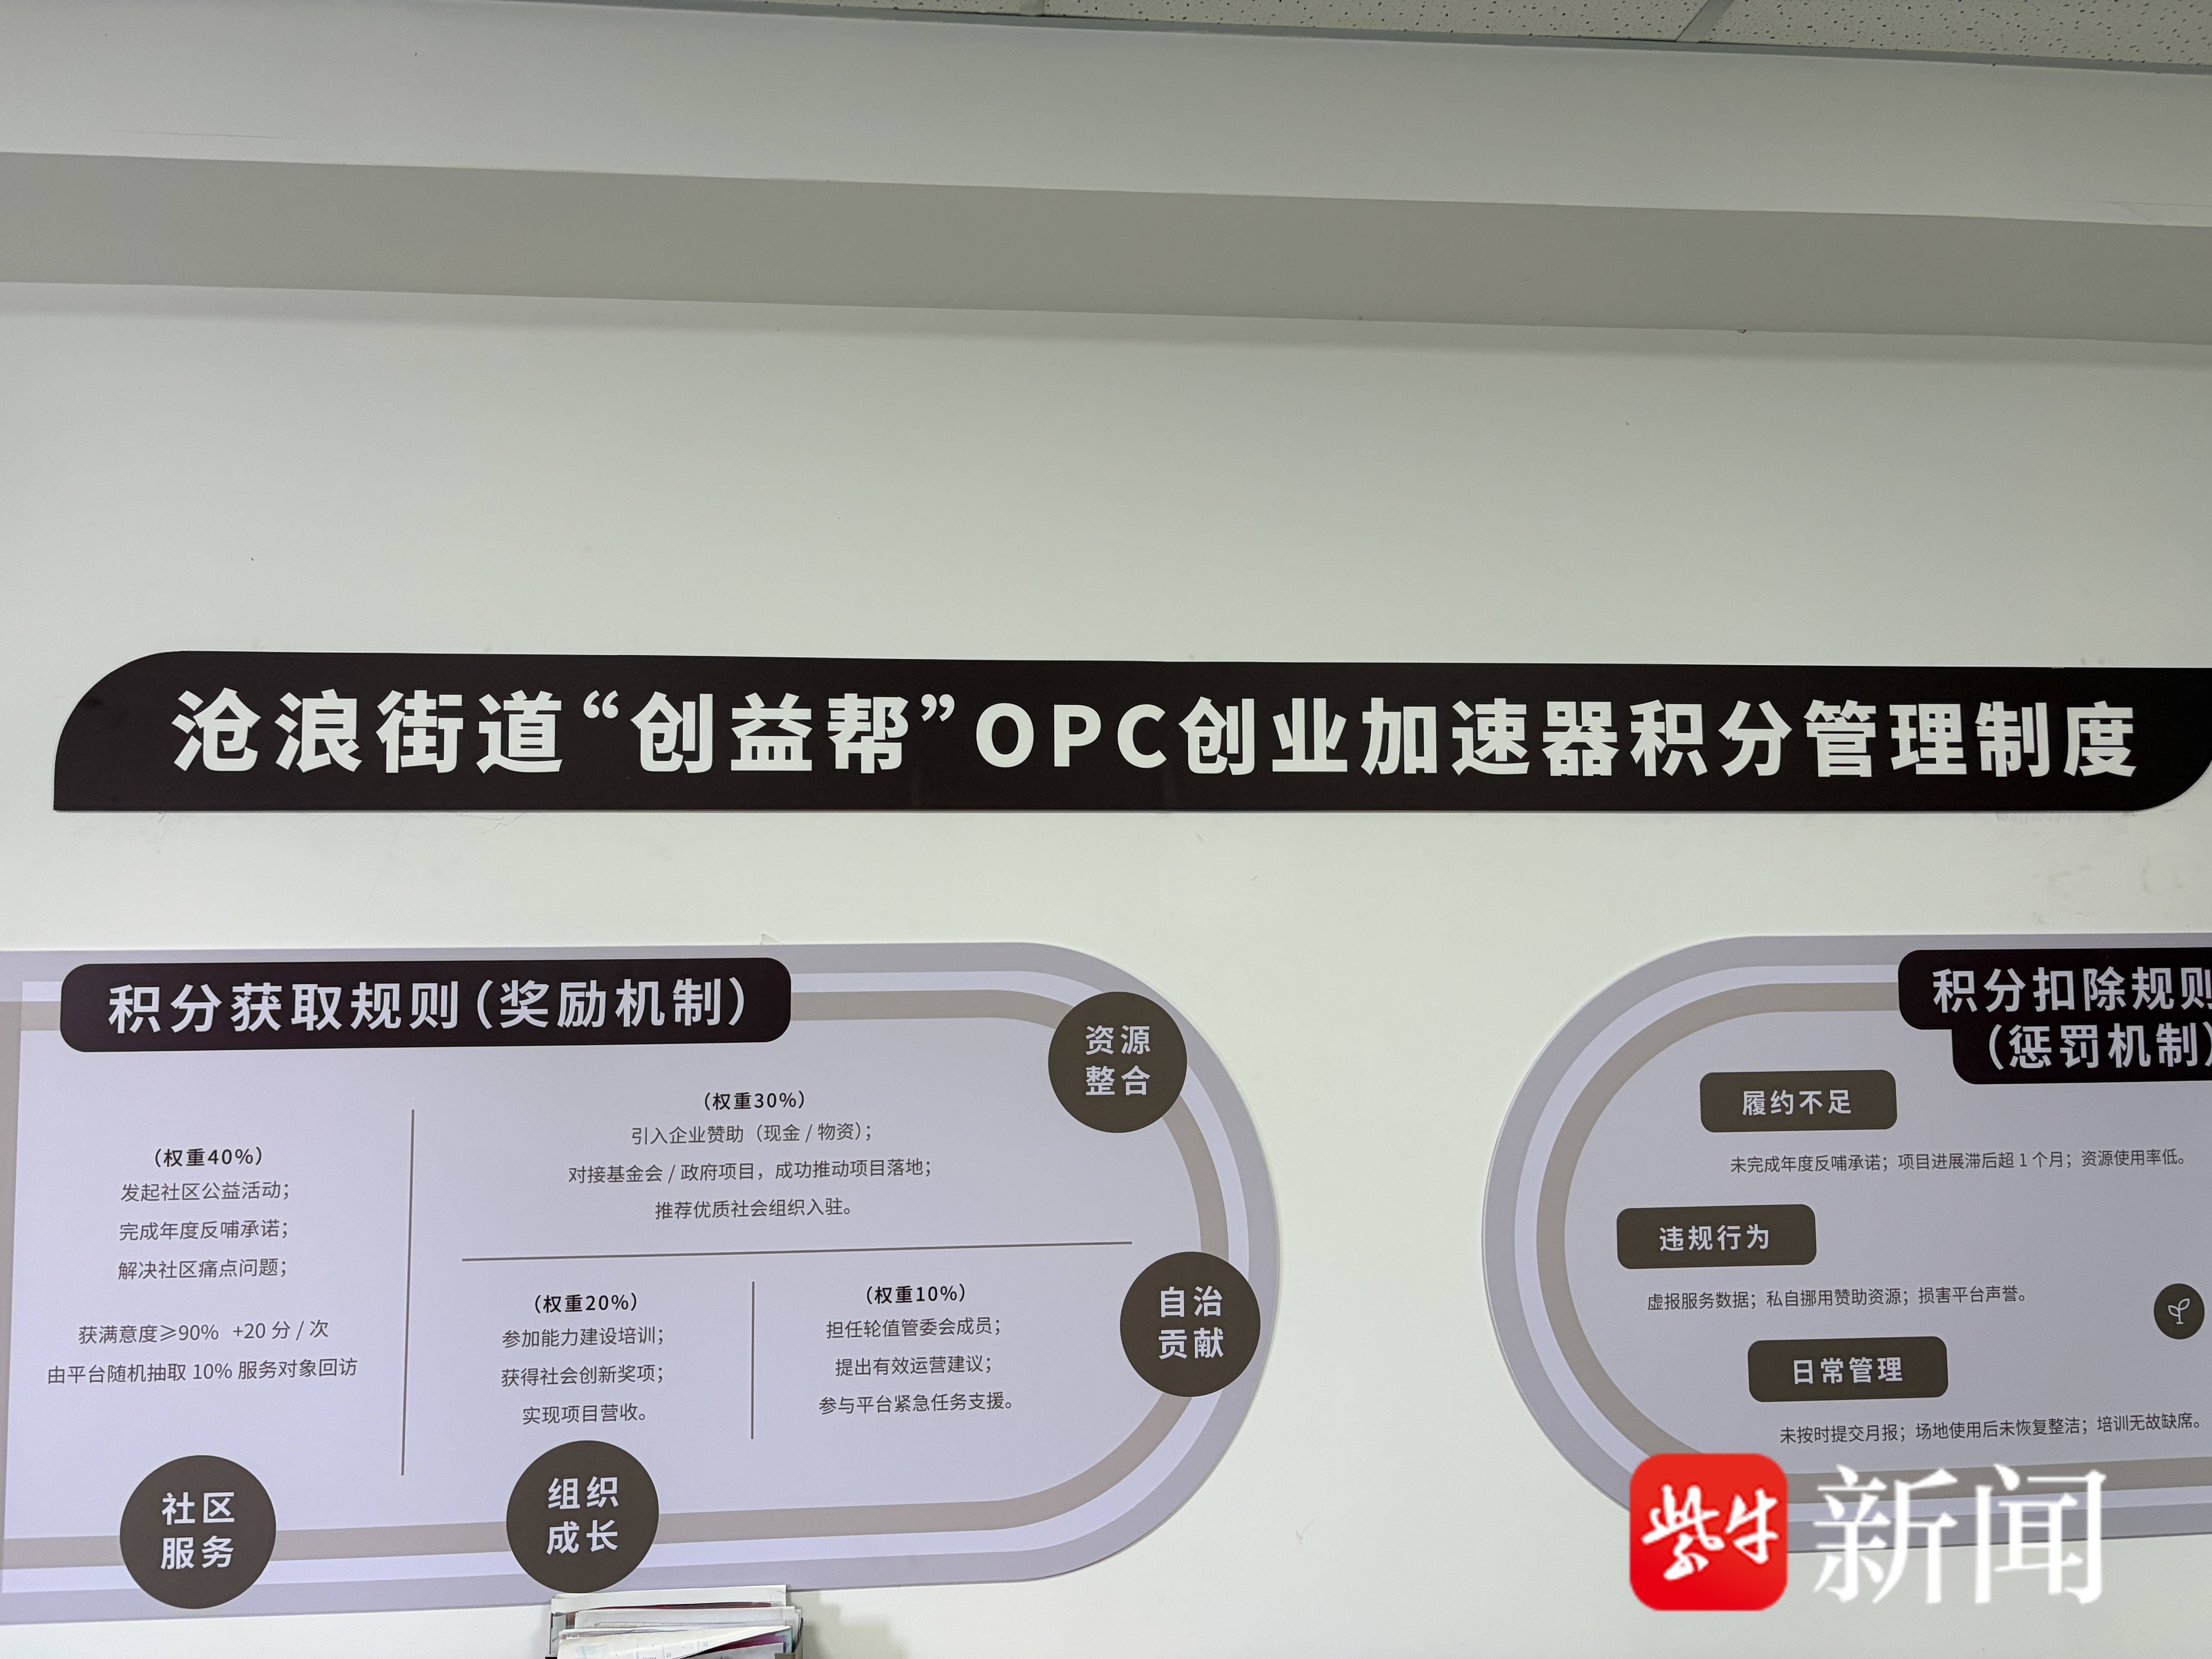 沧浪街道“创益帮”OPC创业加速器积分管理制度
积分获取规则（奖励机制）
资源
整合
（权重30%）
引入企业赞助（现金 / 物资）；
对接基金会 / 政府项目，成功推动项目落地；
推荐优质社会组织入驻。
（权重40%）
发起社区公益活动；
完成年度反哺承诺；
解决社区痛点问题；
获满意度≥90% +20 分 / 次
由平台随机抽取 10% 服务对象回访
社区
服务
（权重20%）
参加能力建设培训；
获得社会创新奖项；
实现项目营收。
组织
成长
（权重10%）
担任轮值管委会成员；
提出有效运营建议；
参与平台紧急任务支援。
自治
贡献
积分扣除规则
（惩罚机制）
履约不足
未完成年度反哺承诺；项目进展滞后超 1 个月；资源使用率低。
违规行为
虚报服务数据；私自挪用赞助资源；损害平台声誉。
日常管理
未按时提交月报；场地使用后未恢复整洁；培训无故缺席。
紫牛
新闻